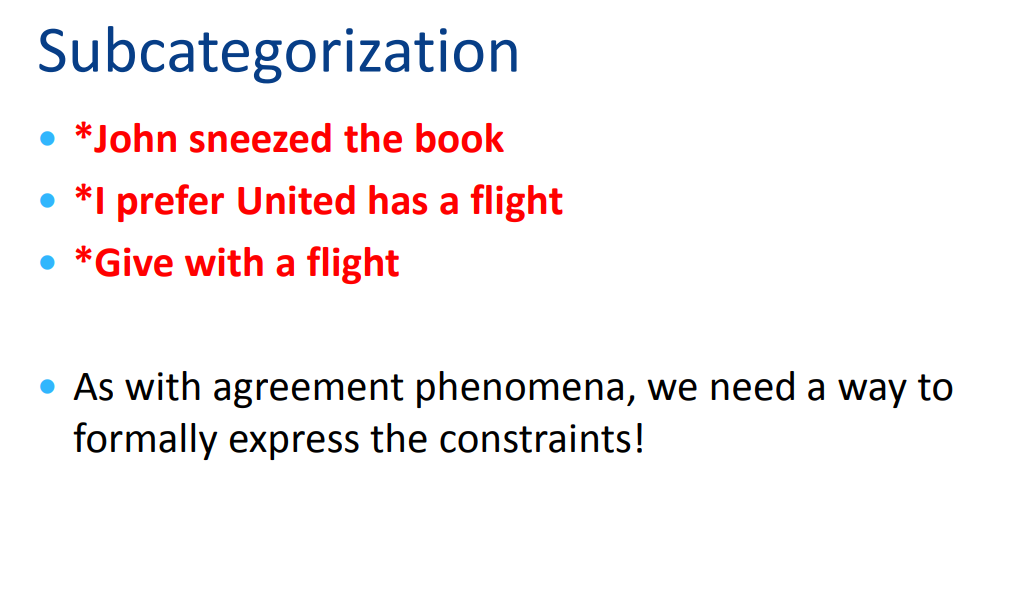 Subcategorization
• *John sneezed the book
• *I prefer United has a flight
• *Give with a flight
• As with agreement phenomena, we need a way to
formally express the constraints!